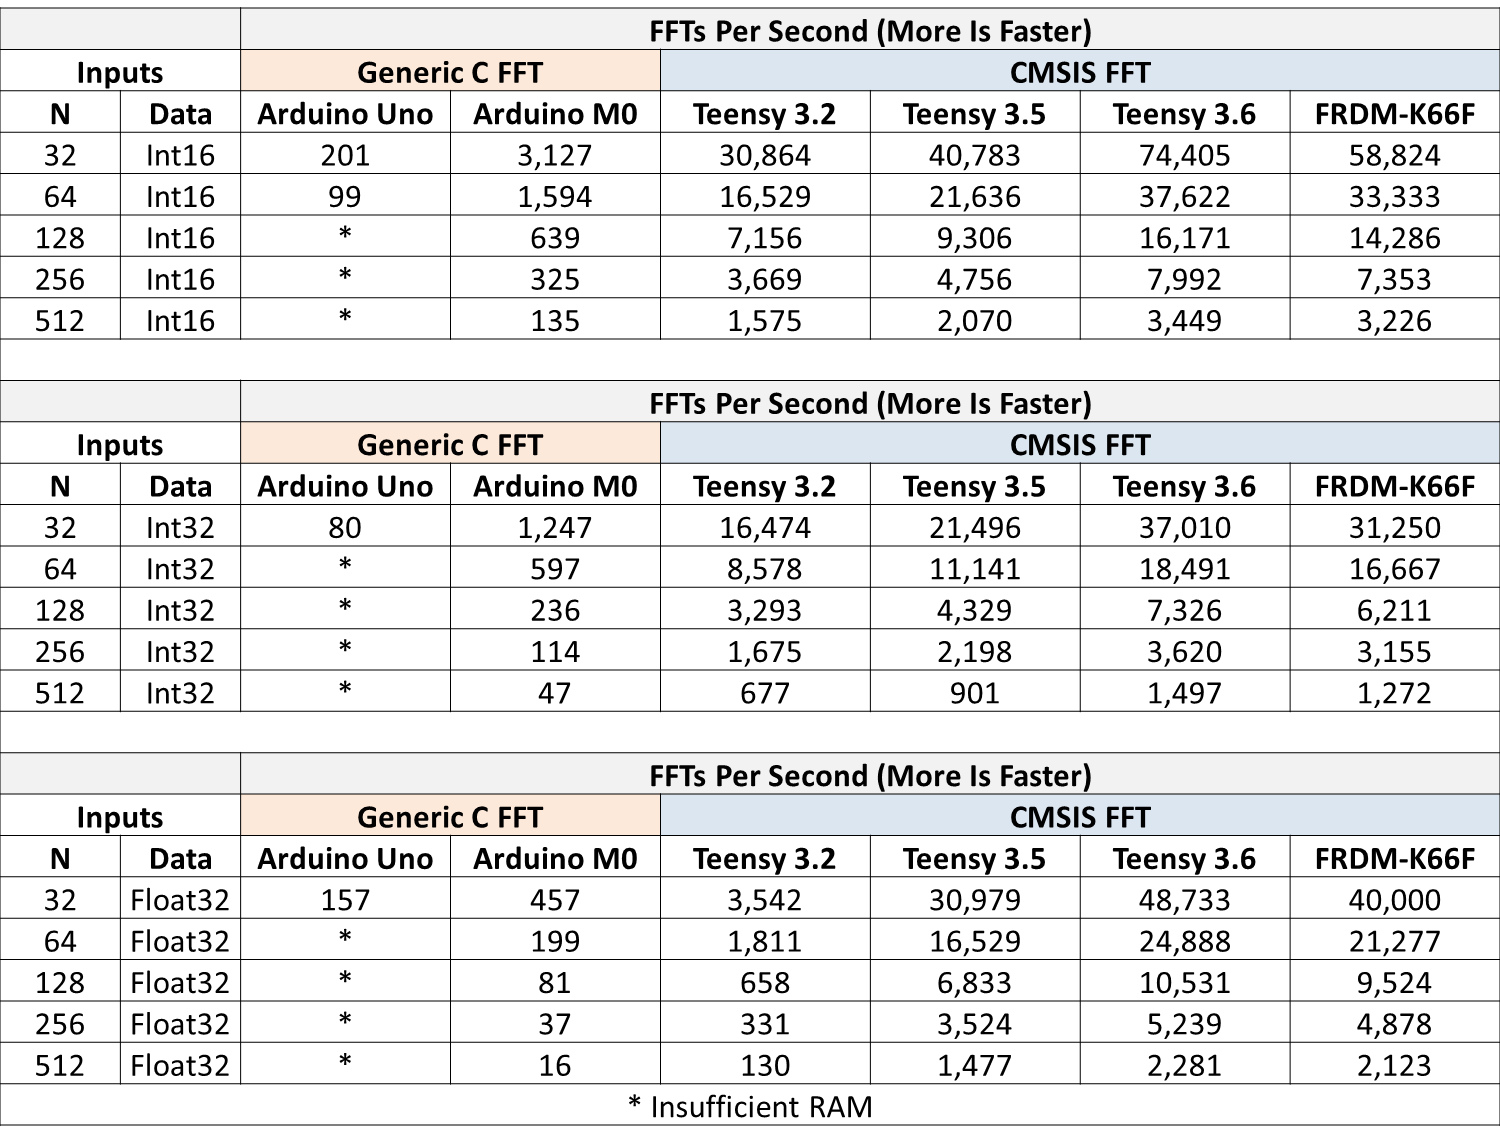 FFTs Per Second (More Is Faster)
Inputs Generic C FFT CMSIS FFT
N Data Arduino Uno Arduino M0 Teensy 3.2 Teensy 3.5 Teensy 3.6 FRDM-K66F
32 Int16 201 3,127 30,864 40,783 74,405 58,824
64 Int16 99 1,594 16,529 21,636 37,622 33,333
128 Int16 * 639 7,156 9,306 16,171 14,286
256 Int16 * 325 3,669 4,756 7,992 7,353
512 Int16 * 135 1,575 2,070 3,449 3,226
FFTs Per Second (More Is Faster)
Inputs Generic C FFT CMSIS FFT
N Data Arduino Uno Arduino M0 Teensy 3.2 Teensy 3.5 Teensy 3.6 FRDM-K66F
32 Int32 80 1,247 16,474 21,496 37,010 31,250
64 Int32 * 597 8,578 11,141 18,491 16,667
128 Int32 * 236 3,293 4,329 7,326 6,211
256 Int32 * 114 1,675 2,198 3,620 3,155
512 Int32 * 47 677 901 1,497 1,272
FFTs Per Second (More Is Faster)
Inputs Generic C FFT CMSIS FFT
N Data Arduino Uno Arduino M0 Teensy 3.2 Teensy 3.5 Teensy 3.6 FRDM-K66F
32 Float32 157 457 3,542 30,979 48,733 40,000
64 Float32 * 199 1,811 16,529 24,888 21,277
128 Float32 * 81 658 6,833 10,531 9,524
256 Float32 * 37 331 3,524 5,239 4,878
512 Float32 * 16 130 1,477 2,281 2,123
* Insufficient RAM